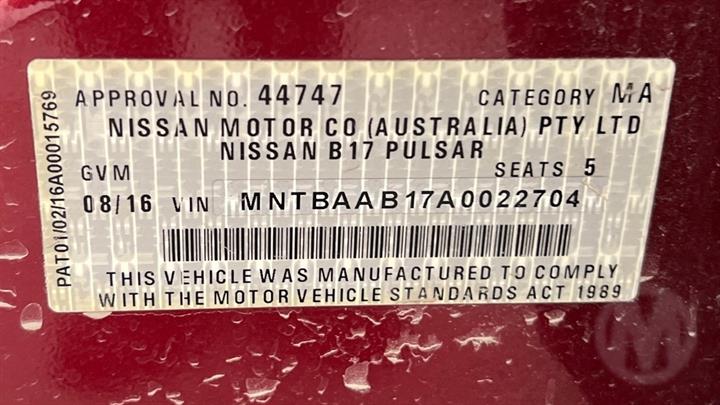 APPROVAL NO. 44747 CATEGORY MA
NISSAN MOTOR CO (AUSTRALIA) PTY LTD
NISSAN B17 PULSAR
GVM SEATS 5
08/16 VIN MNTBAAB17A0022704
THIS VEHICLE WAS MANUFACTURED TO COMPLY
WITH THE MOTOR VEHICLE STANDARDS ACT 1989
PAT01/02/16A00015769
M